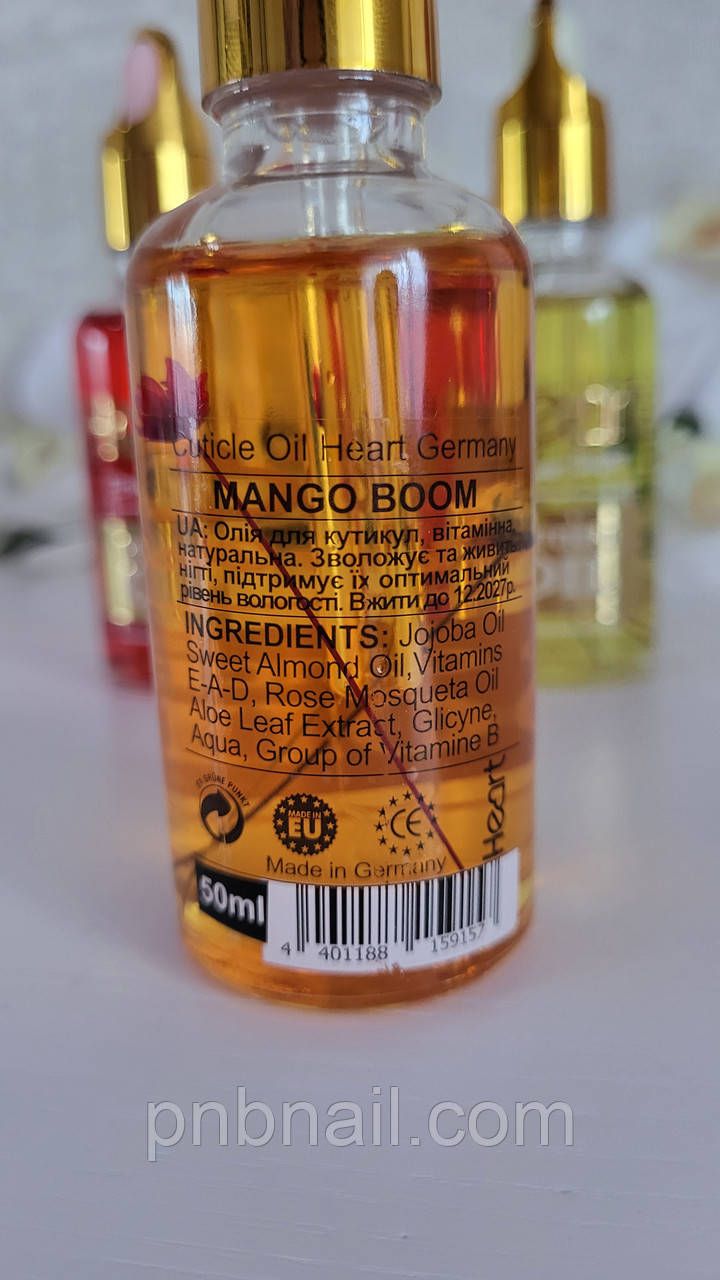 Cuticle Oil Heart Germany
MANGO BOOM
UA: Олія для кутикул, вітамінна,
натуральна. Зволожує та живить
нігті, підтримує їх оптимальний
рівень вологості. Вжити до 12.2027р.
INGREDIENTS: Jojoba Oil
Sweet Almond Oil, Vitamins
E-A-D, Rose Mosqueta Oil
Aloe Leaf Extract, Glicyne,
Aqua, Group of Vitamine B
GRÜNE PUNKT
MADE IN
EU
CE
Heart
Made in Germany
50ml
4 401188 159157
pnbnail.com